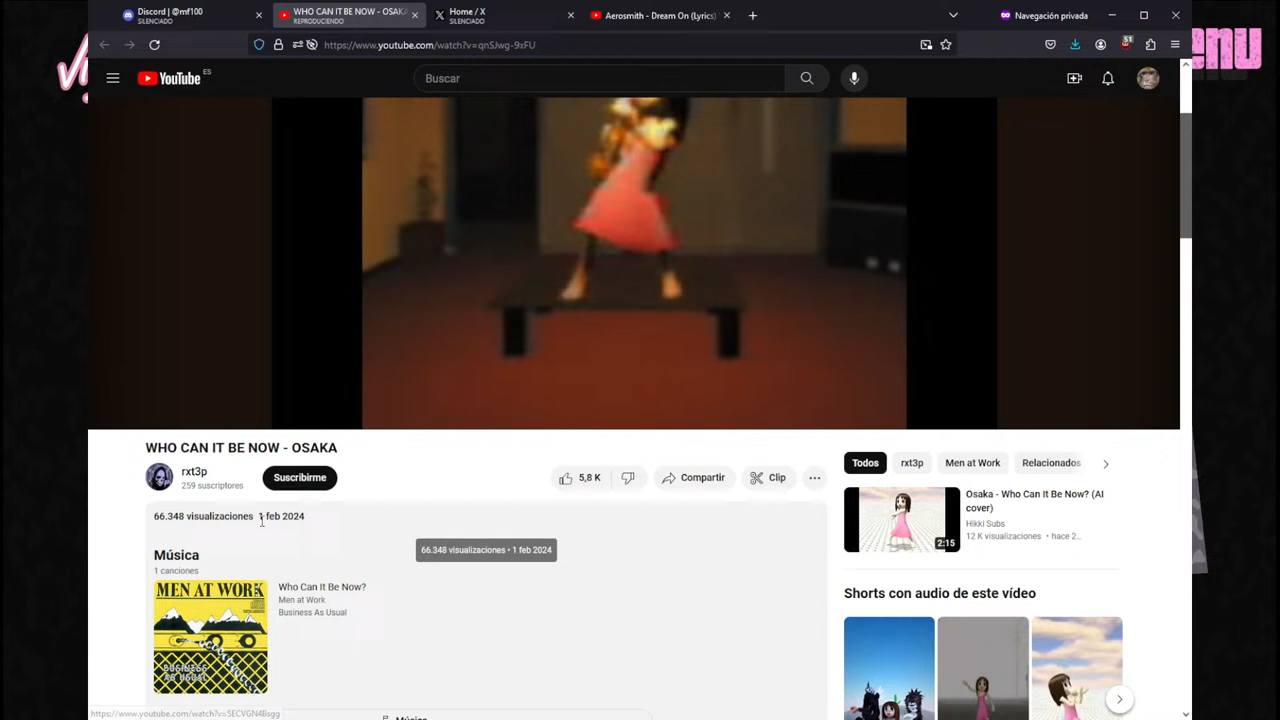 Discord | @mf100
SILENCIADO
WHO CAN IT BE NOW - OSAKA
REPRODUCIENDO
Home / X
SILENCIADO
Aerosmith - Dream On (Lyrics)
Navegación privada
https://www.youtube.com/watch?v=qnSJwg-9xFU
51
YouTube ES
Buscar
WHO CAN IT BE NOW - OSAKA
rxt3p
259 suscriptores
Suscribirme
5,8 K
Compartir
Clip
66.348 visualizaciones 1 feb 2024
66.348 visualizaciones • 1 feb 2024
Música
1 canciones
MEN AT WORK
BUSINESS
AS USUAL
Who Can It Be Now?
Men at Work
Business As Usual
Música
https://www.youtube.com/watch?v=SECVGN4Bsgg
Todos
rxt3p
Men at Work
Relacionados
Osaka - Who Can It Be Now? (AI
cover)
Hikki Subs
12 K visualizaciones • hace 2...
2:15
Shorts con audio de este vídeo